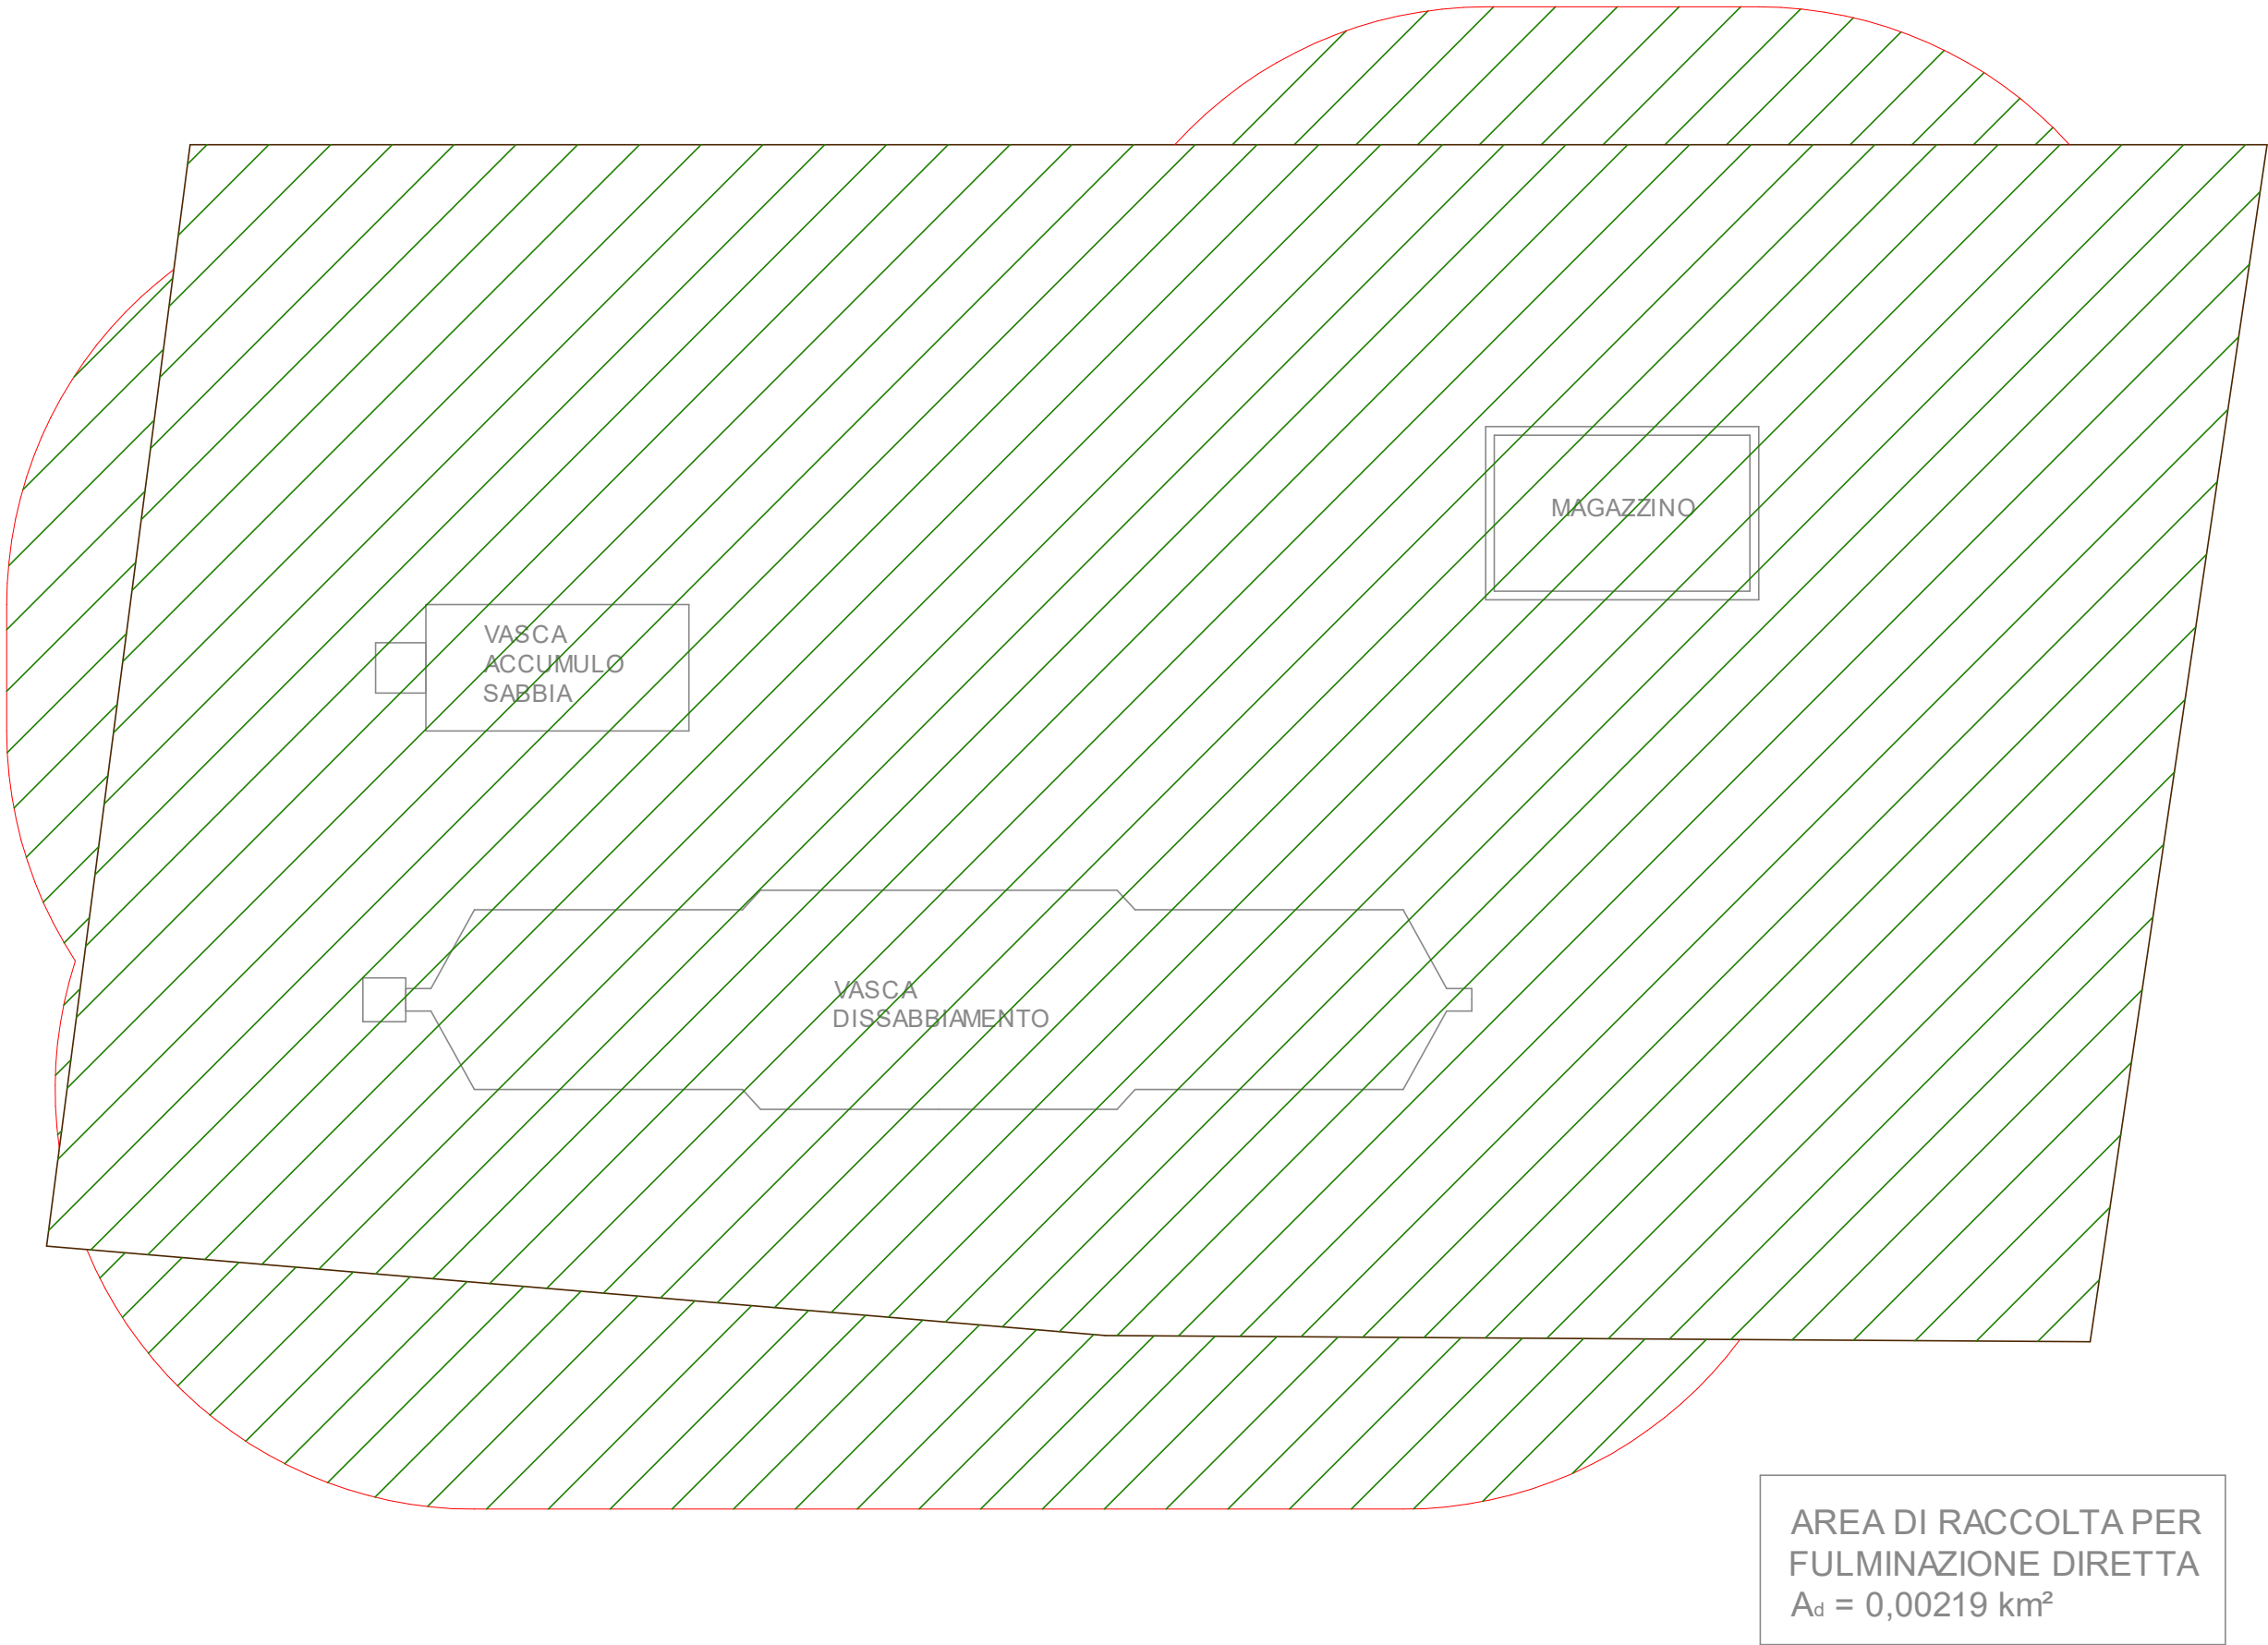 MAGAZZINO
VASCA
ACCUMULO
SABBIA
VASCA
DISSABBIAMENTO
AREA DI RACCOLTA PER
FULMINAZIONE DIRETTA
Ad = 0,00219 km²